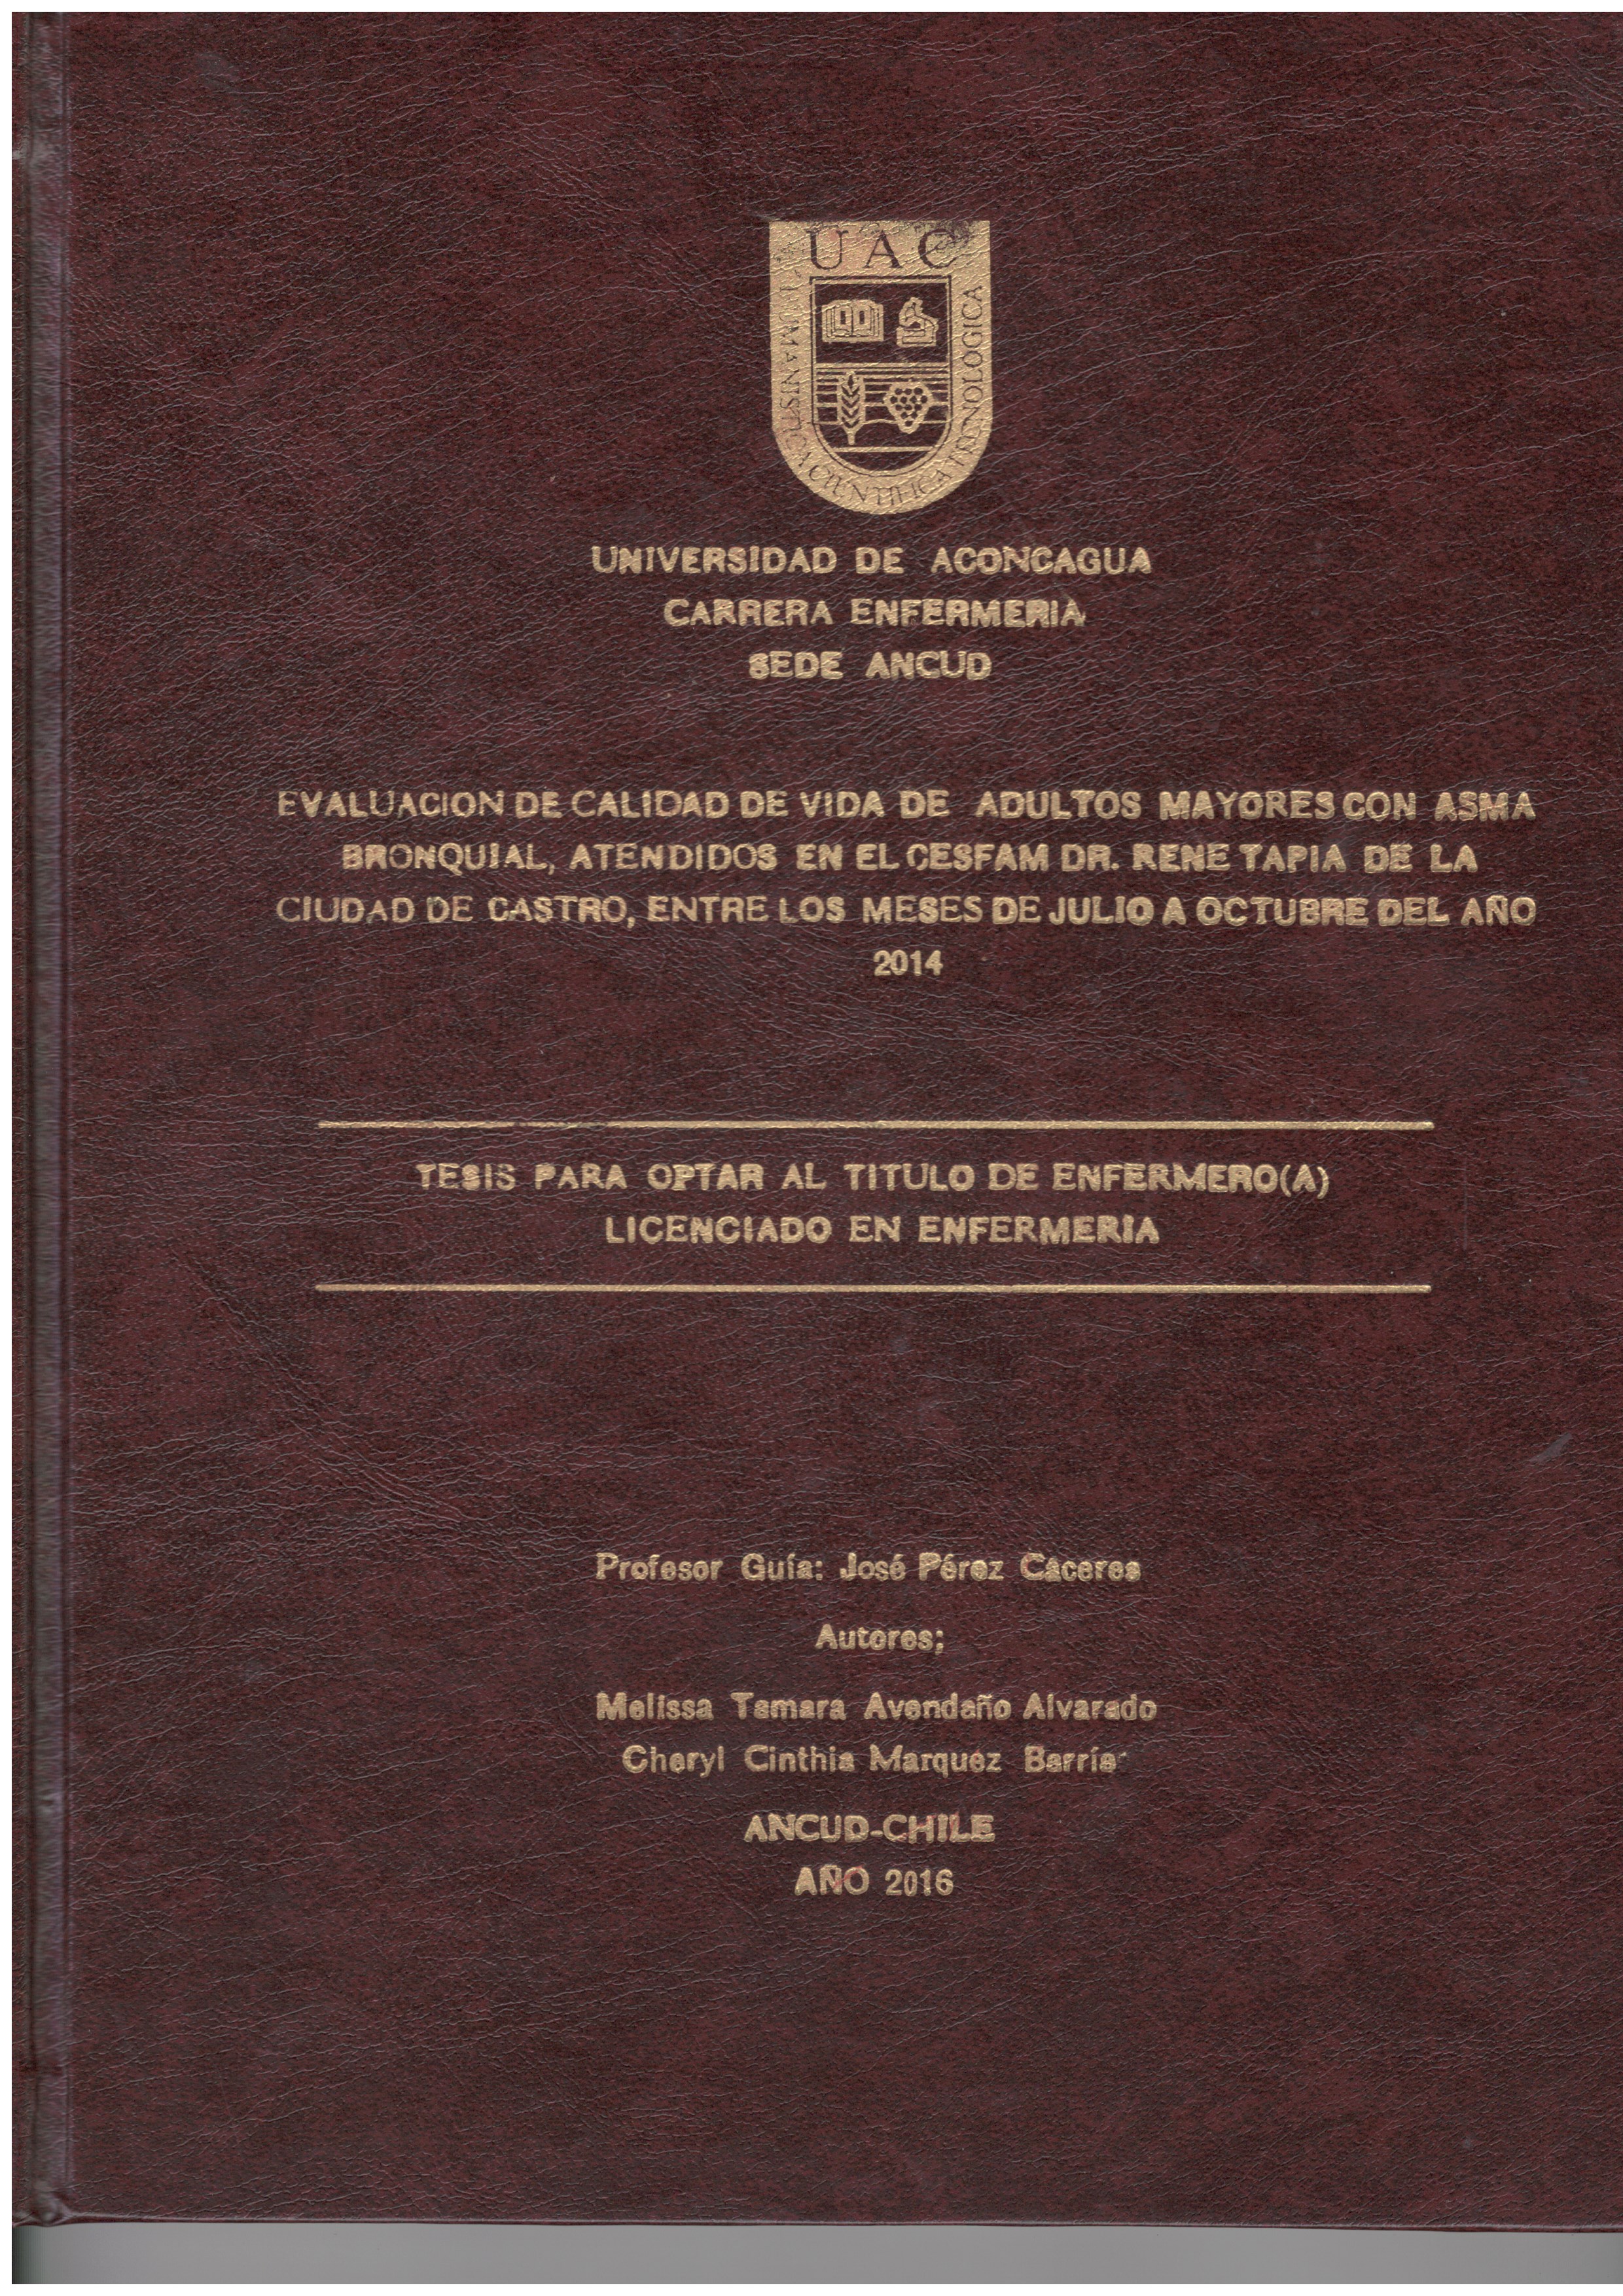 UAC
HUMANISTICA CIENTIFICA TECNOLOGICA
UNIVERSIDAD DE ACONCAGUA
CARRERA ENFERMERIA
SEDE ANCUD
EVALUACION DE CALIDAD DE VIDA DE ADULTOS MAYORES CON ASMA
BRONQUIAL, ATENDIDOS EN EL CESFAM DR. RENE TAPIA DE LA
CIUDAD DE CASTRO, ENTRE LOS MESES DE JULIO A OCTUBRE DEL AÑO
2014
TESIS PARA OPTAR AL TITULO DE ENFERMERO(A)
LICENCIADO EN ENFERMERIA
Profesor Guía: José Pérez Cáceres
Autores;
Melissa Tamara Avendaño Alvarado
Cheryl Cinthia Marquez Barría
ANCUD-CHILE
AÑO 2016